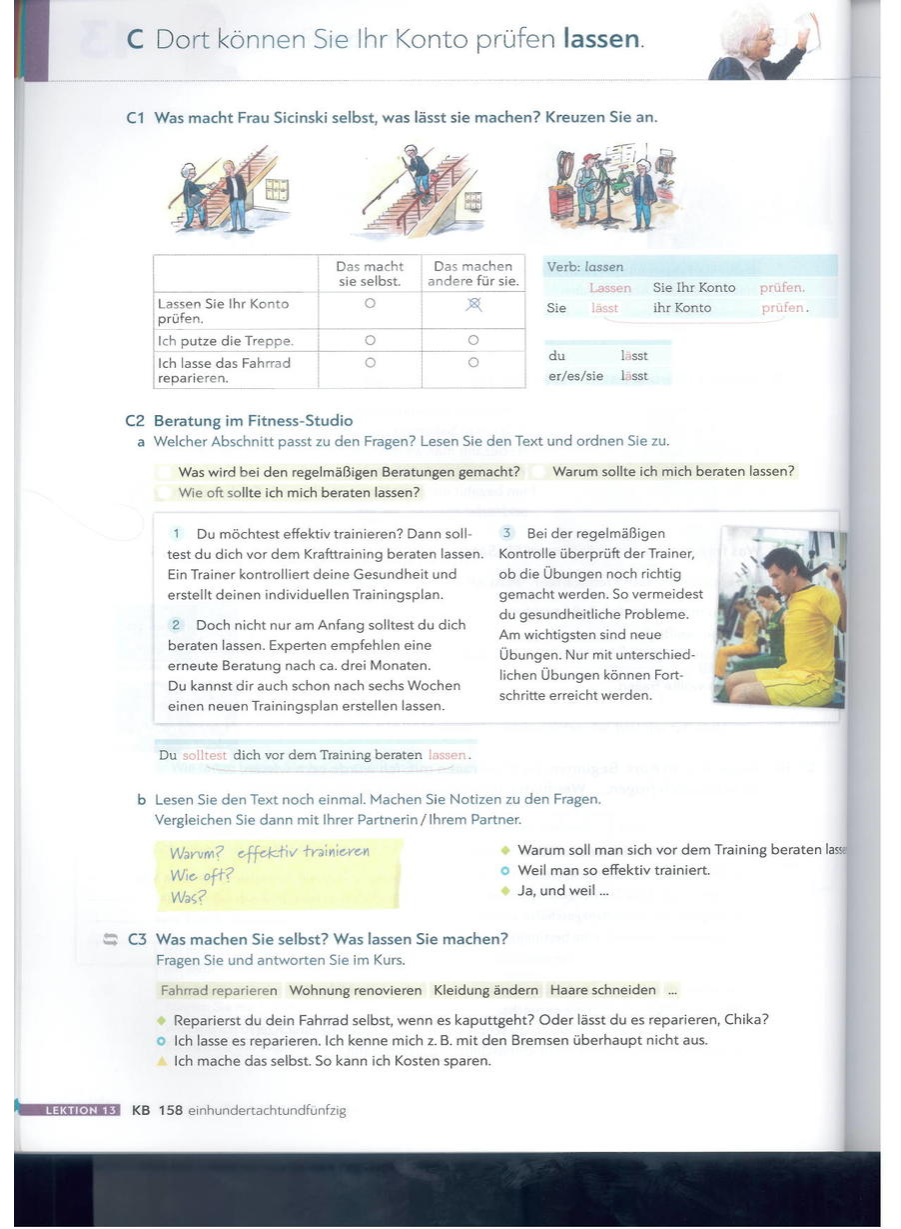 C Dort können Sie Ihr Konto prüfen lassen.
C1 Was macht Frau Sicinski selbst, was lässt sie machen? Kreuzen Sie an.
Das macht sie selbst.
Das machen andere für sie.
Lassen Sie Ihr Konto prüfen.
Ich putze die Treppe.
Ich lasse das Fahrrad reparieren.
Verb: lassen
Lassen Sie Ihr Konto prüfen.
Sie lässt ihr Konto prüfen.
du lässt
er/es/sie lässt
C2 Beratung im Fitness-Studio
a Welcher Abschnitt passt zu den Fragen? Lesen Sie den Text und ordnen Sie zu.
Was wird bei den regelmäßigen Beratungen gemacht? Warum sollte ich mich beraten lassen?
Wie oft sollte ich mich beraten lassen?
1 Du möchtest effektiv trainieren? Dann soll-
test du dich vor dem Krafttraining beraten lassen.
Ein Trainer kontrolliert deine Gesundheit und
erstellt deinen individuellen Trainingsplan.
2 Doch nicht nur am Anfang solltest du dich
beraten lassen. Experten empfehlen eine
erneute Beratung nach ca. drei Monaten.
Du kannst dir auch schon nach sechs Wochen
einen neuen Trainingsplan erstellen lassen.
3 Bei der regelmäßigen
Kontrolle überprüft der Trainer,
ob die Übungen noch richtig
gemacht werden. So vermeidest
du gesundheitliche Probleme.
Am wichtigsten sind neue
Übungen. Nur mit unterschied-
lichen Übungen können Fort-
schritte erreicht werden.
Du solltest dich vor dem Training beraten lassen.
b Lesen Sie den Text noch einmal. Machen Sie Notizen zu den Fragen.
Vergleichen Sie dann mit Ihrer Partnerin / Ihrem Partner.
Warum? effektiv trainieren
Wie oft?
Was?
Warum soll man sich vor dem Training beraten lasse
Weil man so effektiv trainiert.
Ja, und weil ...
C3 Was machen Sie selbst? Was lassen Sie machen?
Fragen Sie und antworten Sie im Kurs.
Fahrrad reparieren Wohnung renovieren Kleidung ändern Haare schneiden ...
Reparierst du dein Fahrrad selbst, wenn es kaputtgeht? Oder lässt du es reparieren, Chika?
Ich lasse es reparieren. Ich kenne mich z. B. mit den Bremsen überhaupt nicht aus.
Ich mache das selbst. So kann ich Kosten sparen.
LEKTION 13 KB 158 einhundertachtundfünfzig